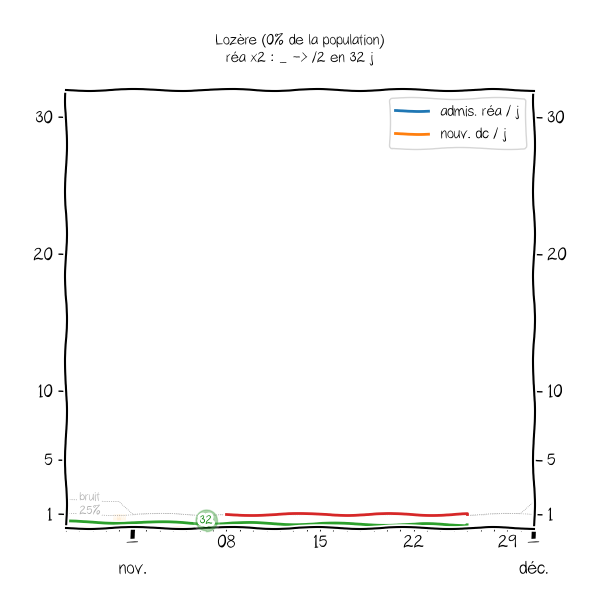 Lozère (0% de la population)
réa x2 : _ -> /2 en 32 j
admis. réa / j
nouv. dc / j
30
30
20
20
10
10
5
5
... bruit
25%
32
1
1
08
15
22
29
nov.
déc.